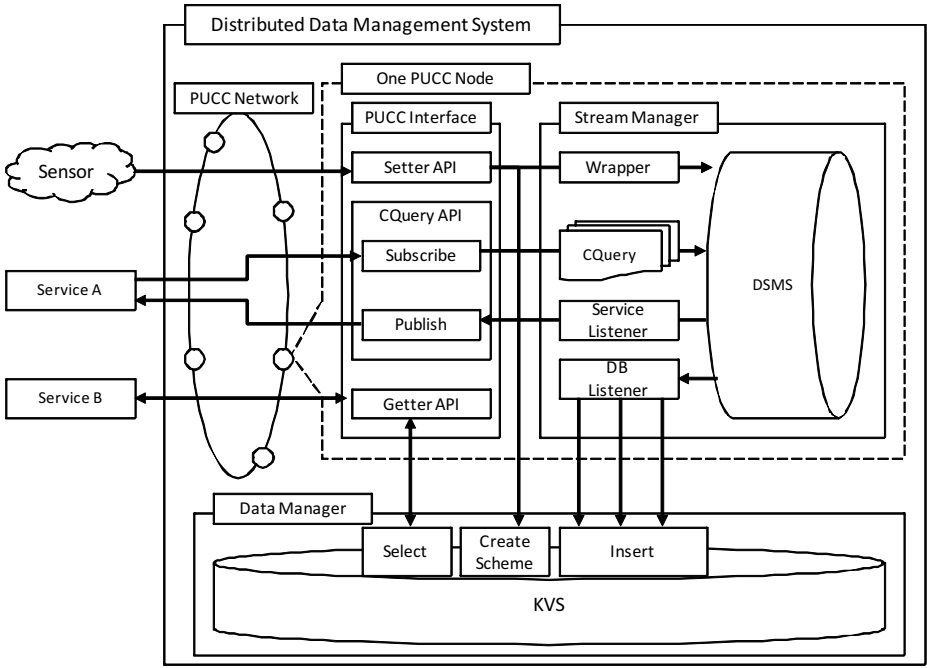 Distributed Data Management System
One PUCC Node
PUCC Network
PUCC Interface
Stream Manager
Sensor
Setter API
Wrapper
CQuery API
Subscribe
CQuery
DSMS
Service A
Publish
Service
Listener
DB
Listener
Service B
Getter API
Data Manager
Select
Create
Scheme
Insert
KVS